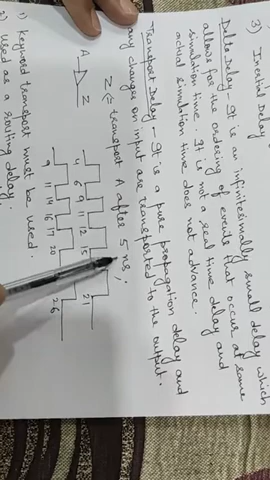 3) Inertial Delay
Delta Delay - It is an infinitesimally small delay which
allows for the ordering of events that occur at same
simulation time. It is not a real time delay and
actual simulation time does not advance.
Transport Delay - It is a pure propagation delay and
any changes on input are transported to the output.
Z <= transport A after 5 ns;
A Z
4 6 9 11 12 15 21
9 11 14 16 17 20 26
1) Keyword transport must be used.
2) Used as a routing delay.